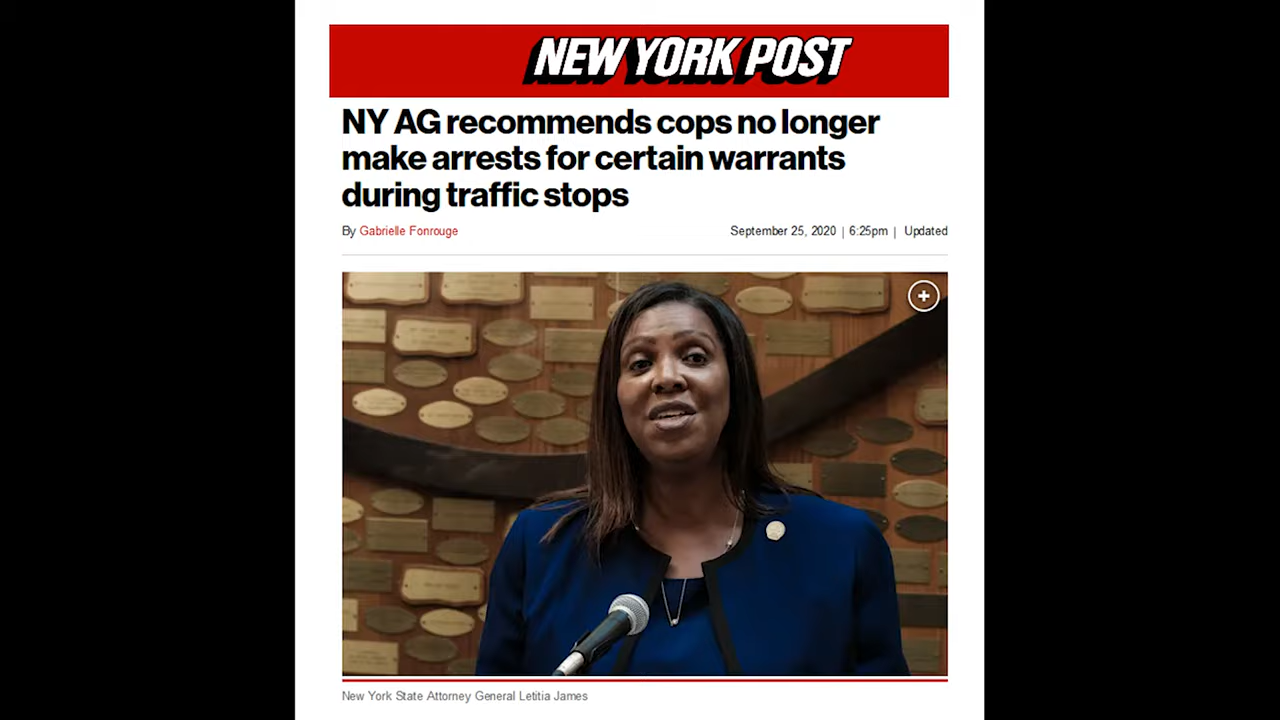 NEW YORK POST
NY AG recommends cops no longer
make arrests for certain warrants
during traffic stops
By Gabrielle Fonrouge
September 25, 2020 | 6:25pm | Updated
New York State Attorney General Letitia James